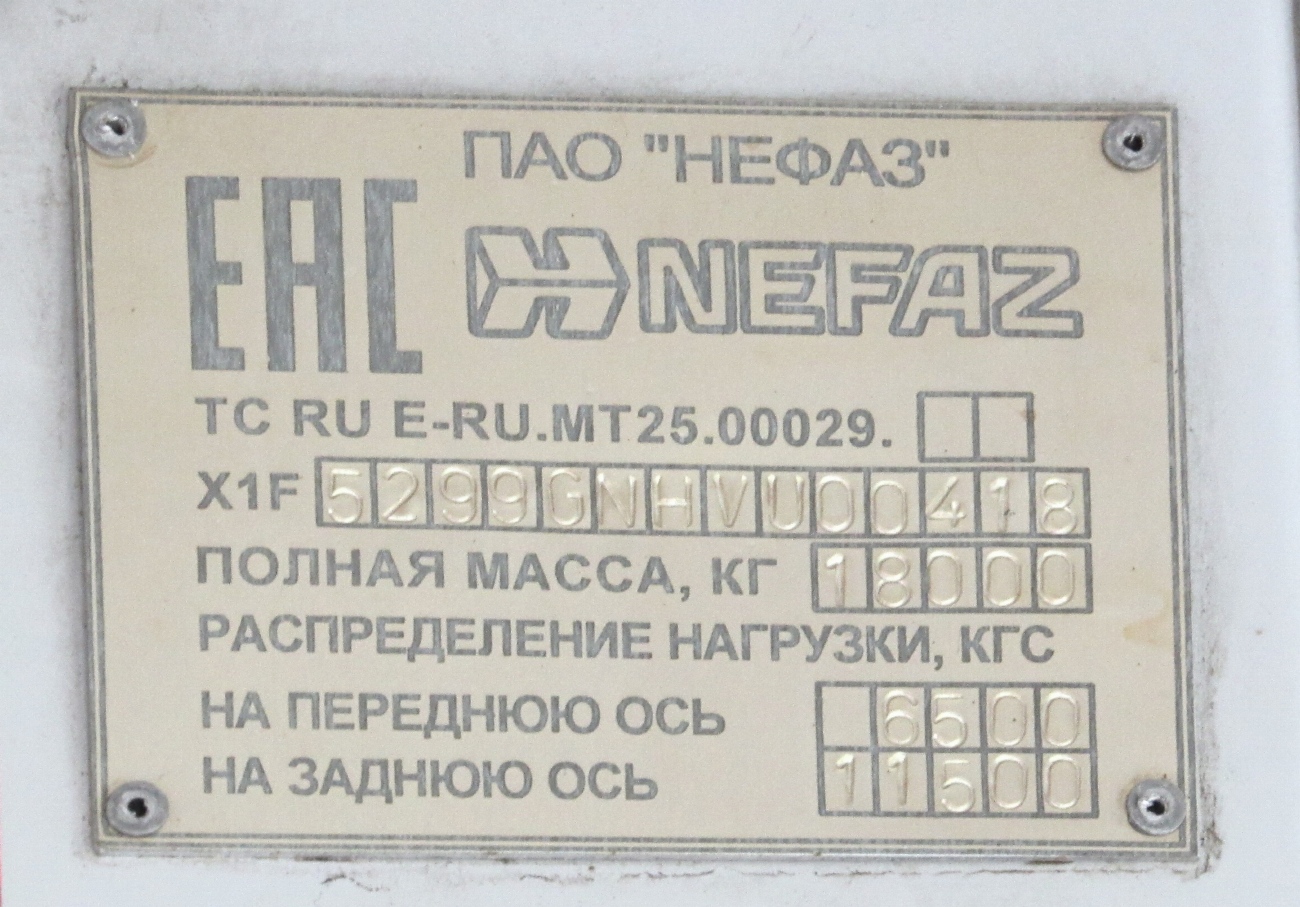 ПАО "НЕФАЗ"
EAC
NEFAZ
ТС RU E-RU.MT25.00029.
X1F 5299GNHVU00418
ПОЛНАЯ МАССА, КГ 18000
РАСПРЕДЕЛЕНИЕ НАГРУЗКИ, КГС
НА ПЕРЕДНЮЮ ОСЬ 6500
НА ЗАДНЮЮ ОСЬ 11500